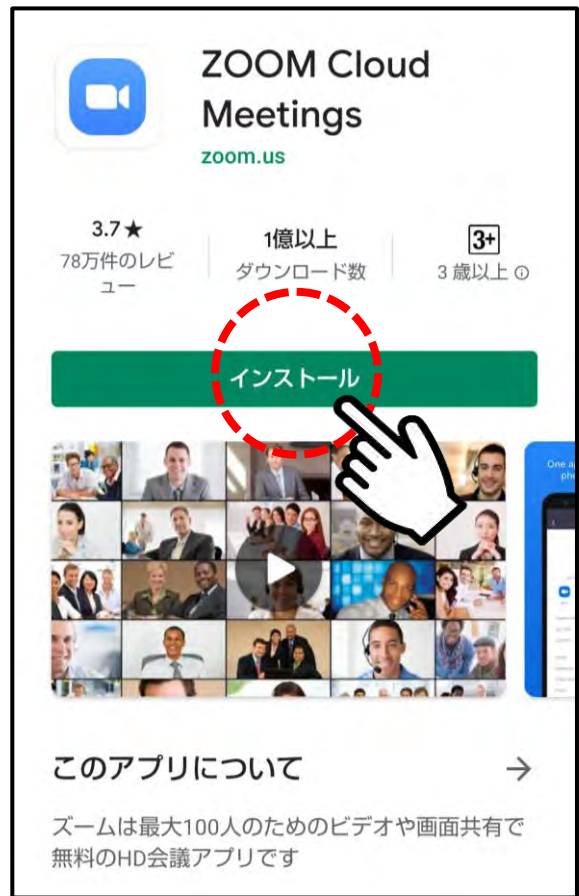 ZOOM Cloud
Meetings
zoom.us
3.7★
78万件のレビ
ュー
1億以上
ダウンロード数
3+
3 歳以上
インストール
One a
ph
このアプリについて
ズームは最大100人のためのビデオや画面共有で
無料のHD会議アプリです